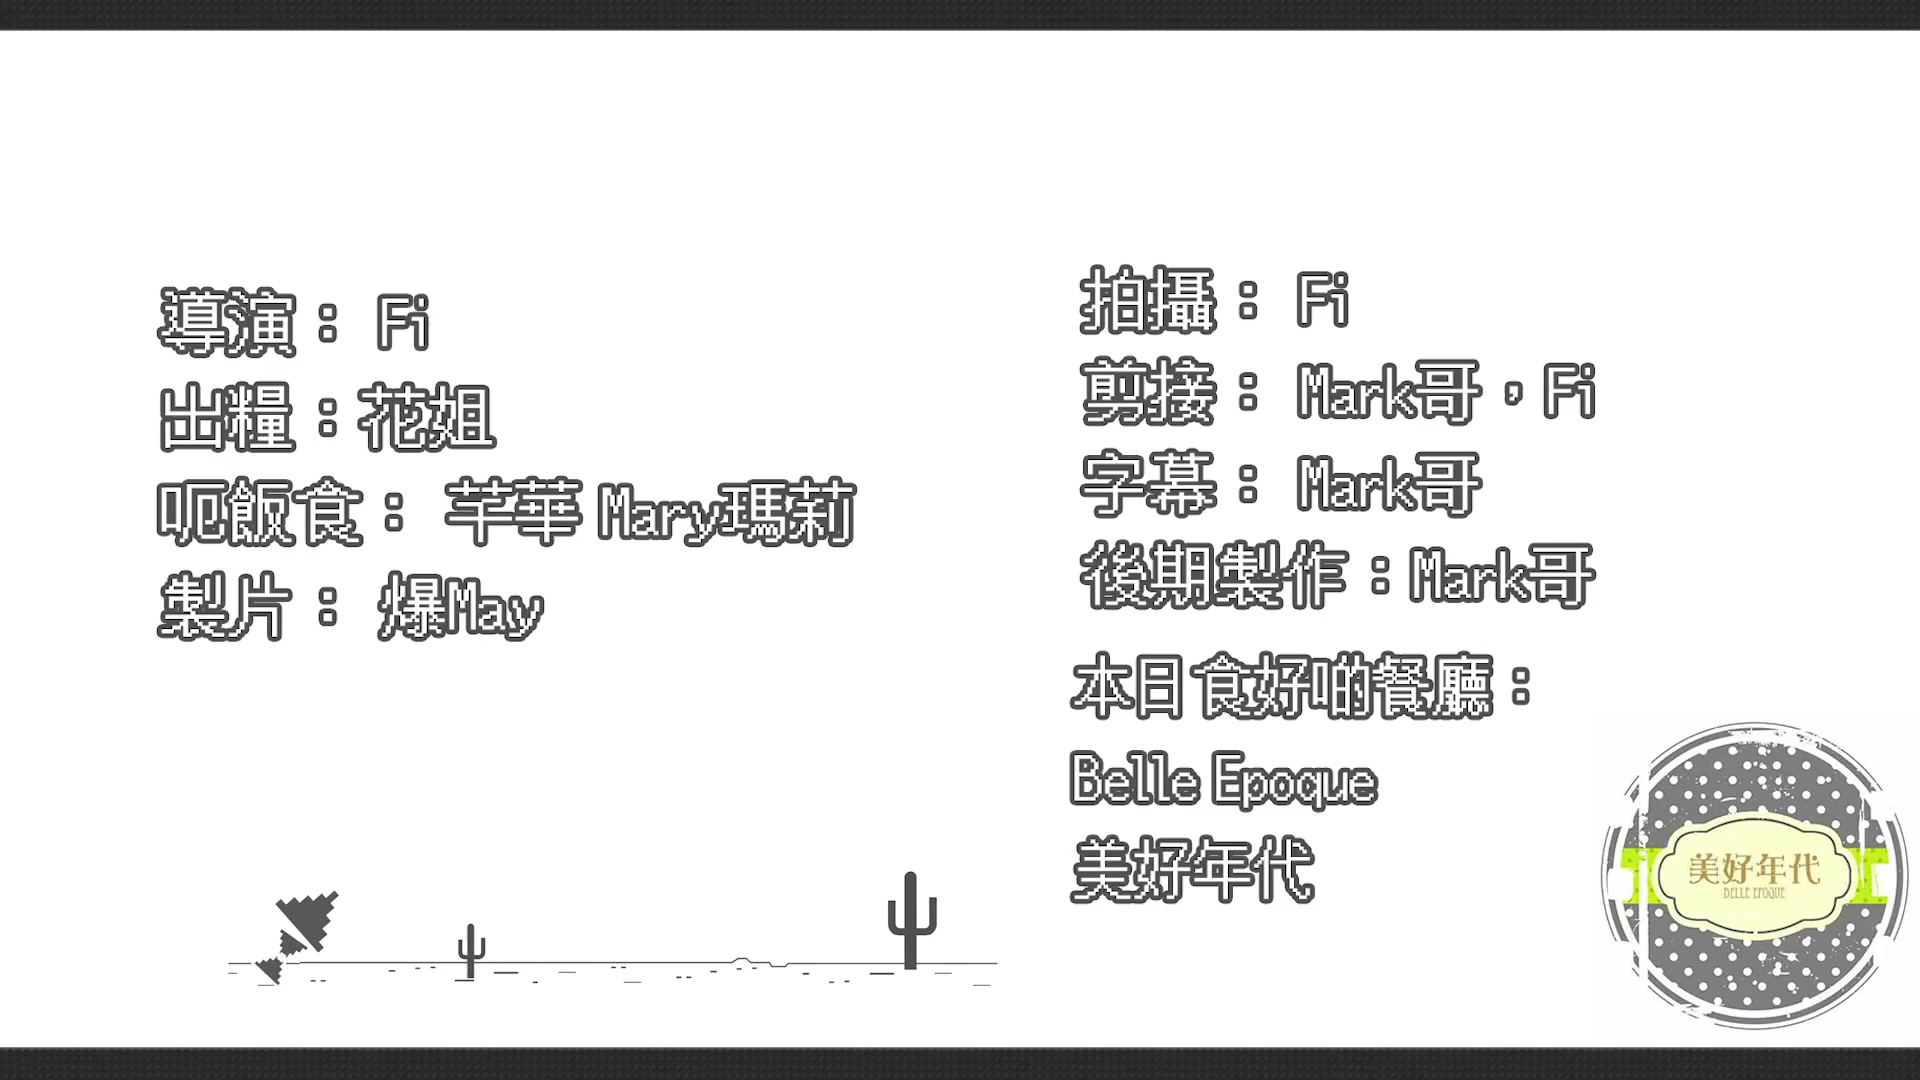 導演： Fi
出糧：花姐
呃飯食： 芊華 Mary瑪莉
製片： 爆May
拍攝： Fi
剪接： Mark哥，Fi
字幕： Mark哥
後期製作：Mark哥
本日食好啲餐廳：
Belle Epoque
美好年代
美好年代
BELLE EPOQUE